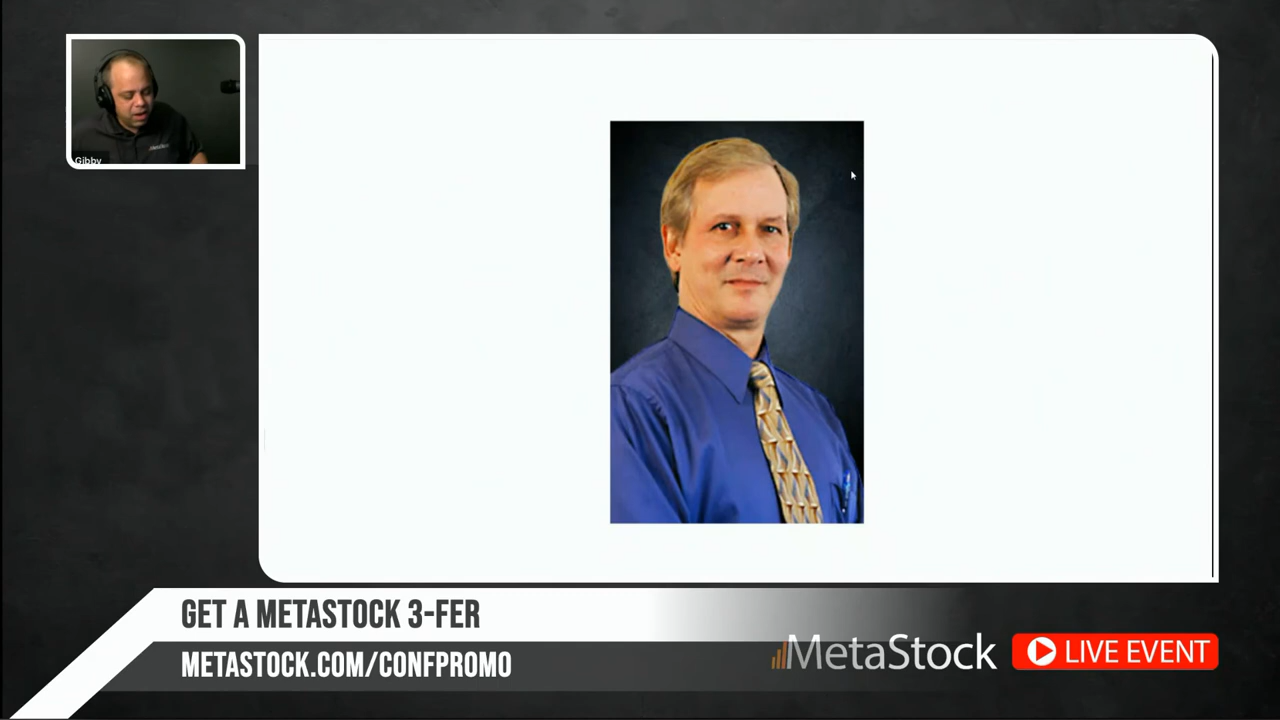 Gibby
GET A METASTOCK 3-FER
METASTOCK.COM/CONFPROMO
MetaStock
LIVE EVENT